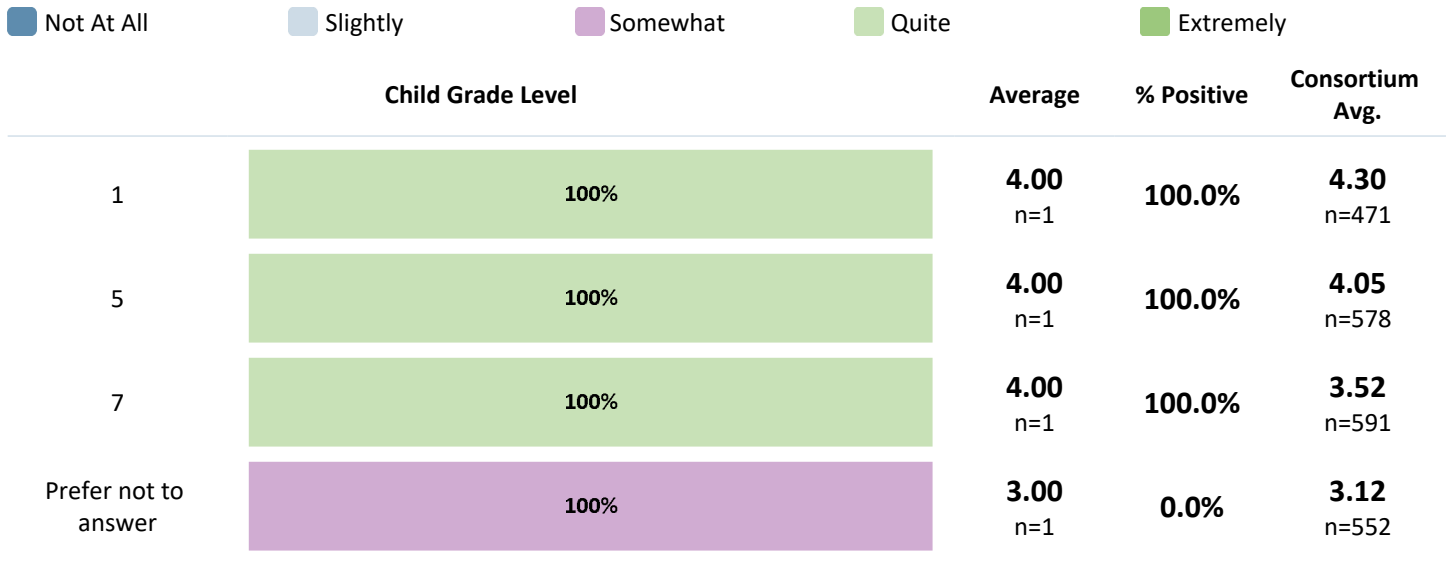 Not At All Slightly Somewhat Quite Extremely
Child Grade Level Average % Positive Consortium Avg.
1 100% 4.00 100.0% 4.30
n=1 n=471
5 100% 4.00 100.0% 4.05
n=1 n=578
7 100% 4.00 100.0% 3.52
n=1 n=591
Prefer not to answer 100% 3.00 0.0% 3.12
n=1 n=552